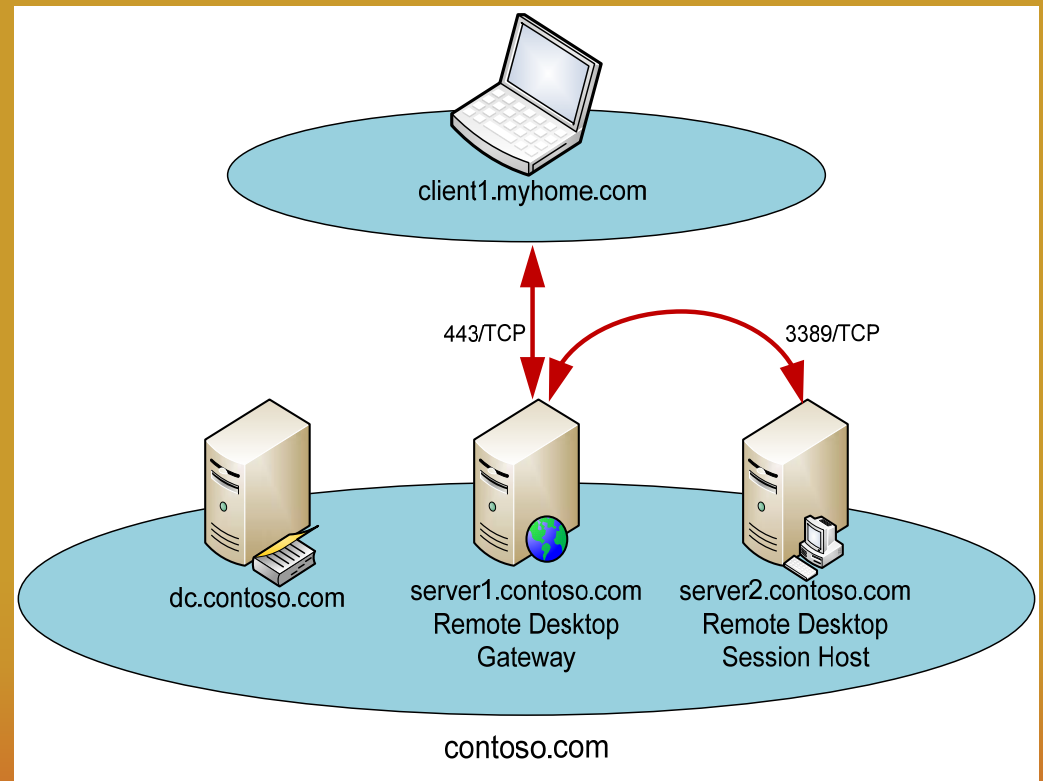 client1.myhome.com
443/TCP
3389/TCP
dc.contoso.com
server1.contoso.com
Remote Desktop
Gateway
server2.contoso.com
Remote Desktop
Session Host
contoso.com